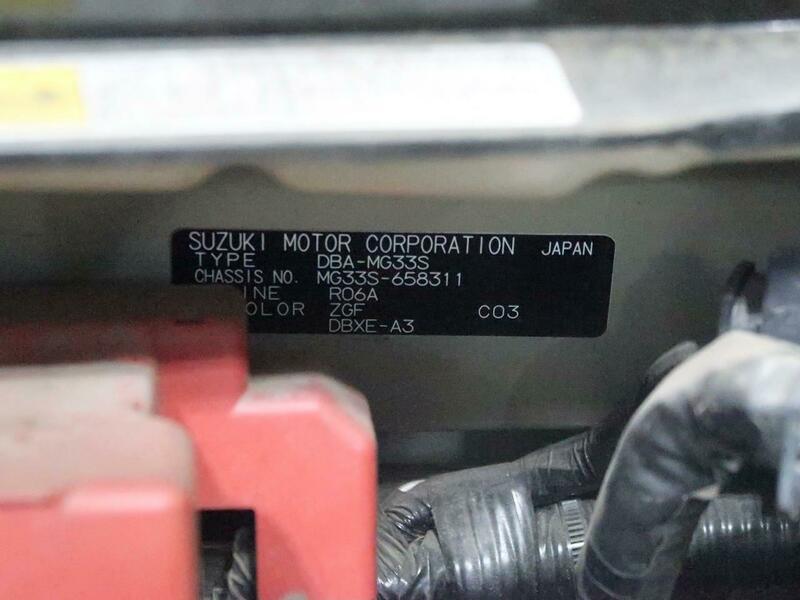 SUZUKI MOTOR CORPORATION JAPAN
TYPE DBA-MG33S
CHASSIS NO. MG33S-658311
INE R06A
OLOR ZGF C03
DBXE-A3